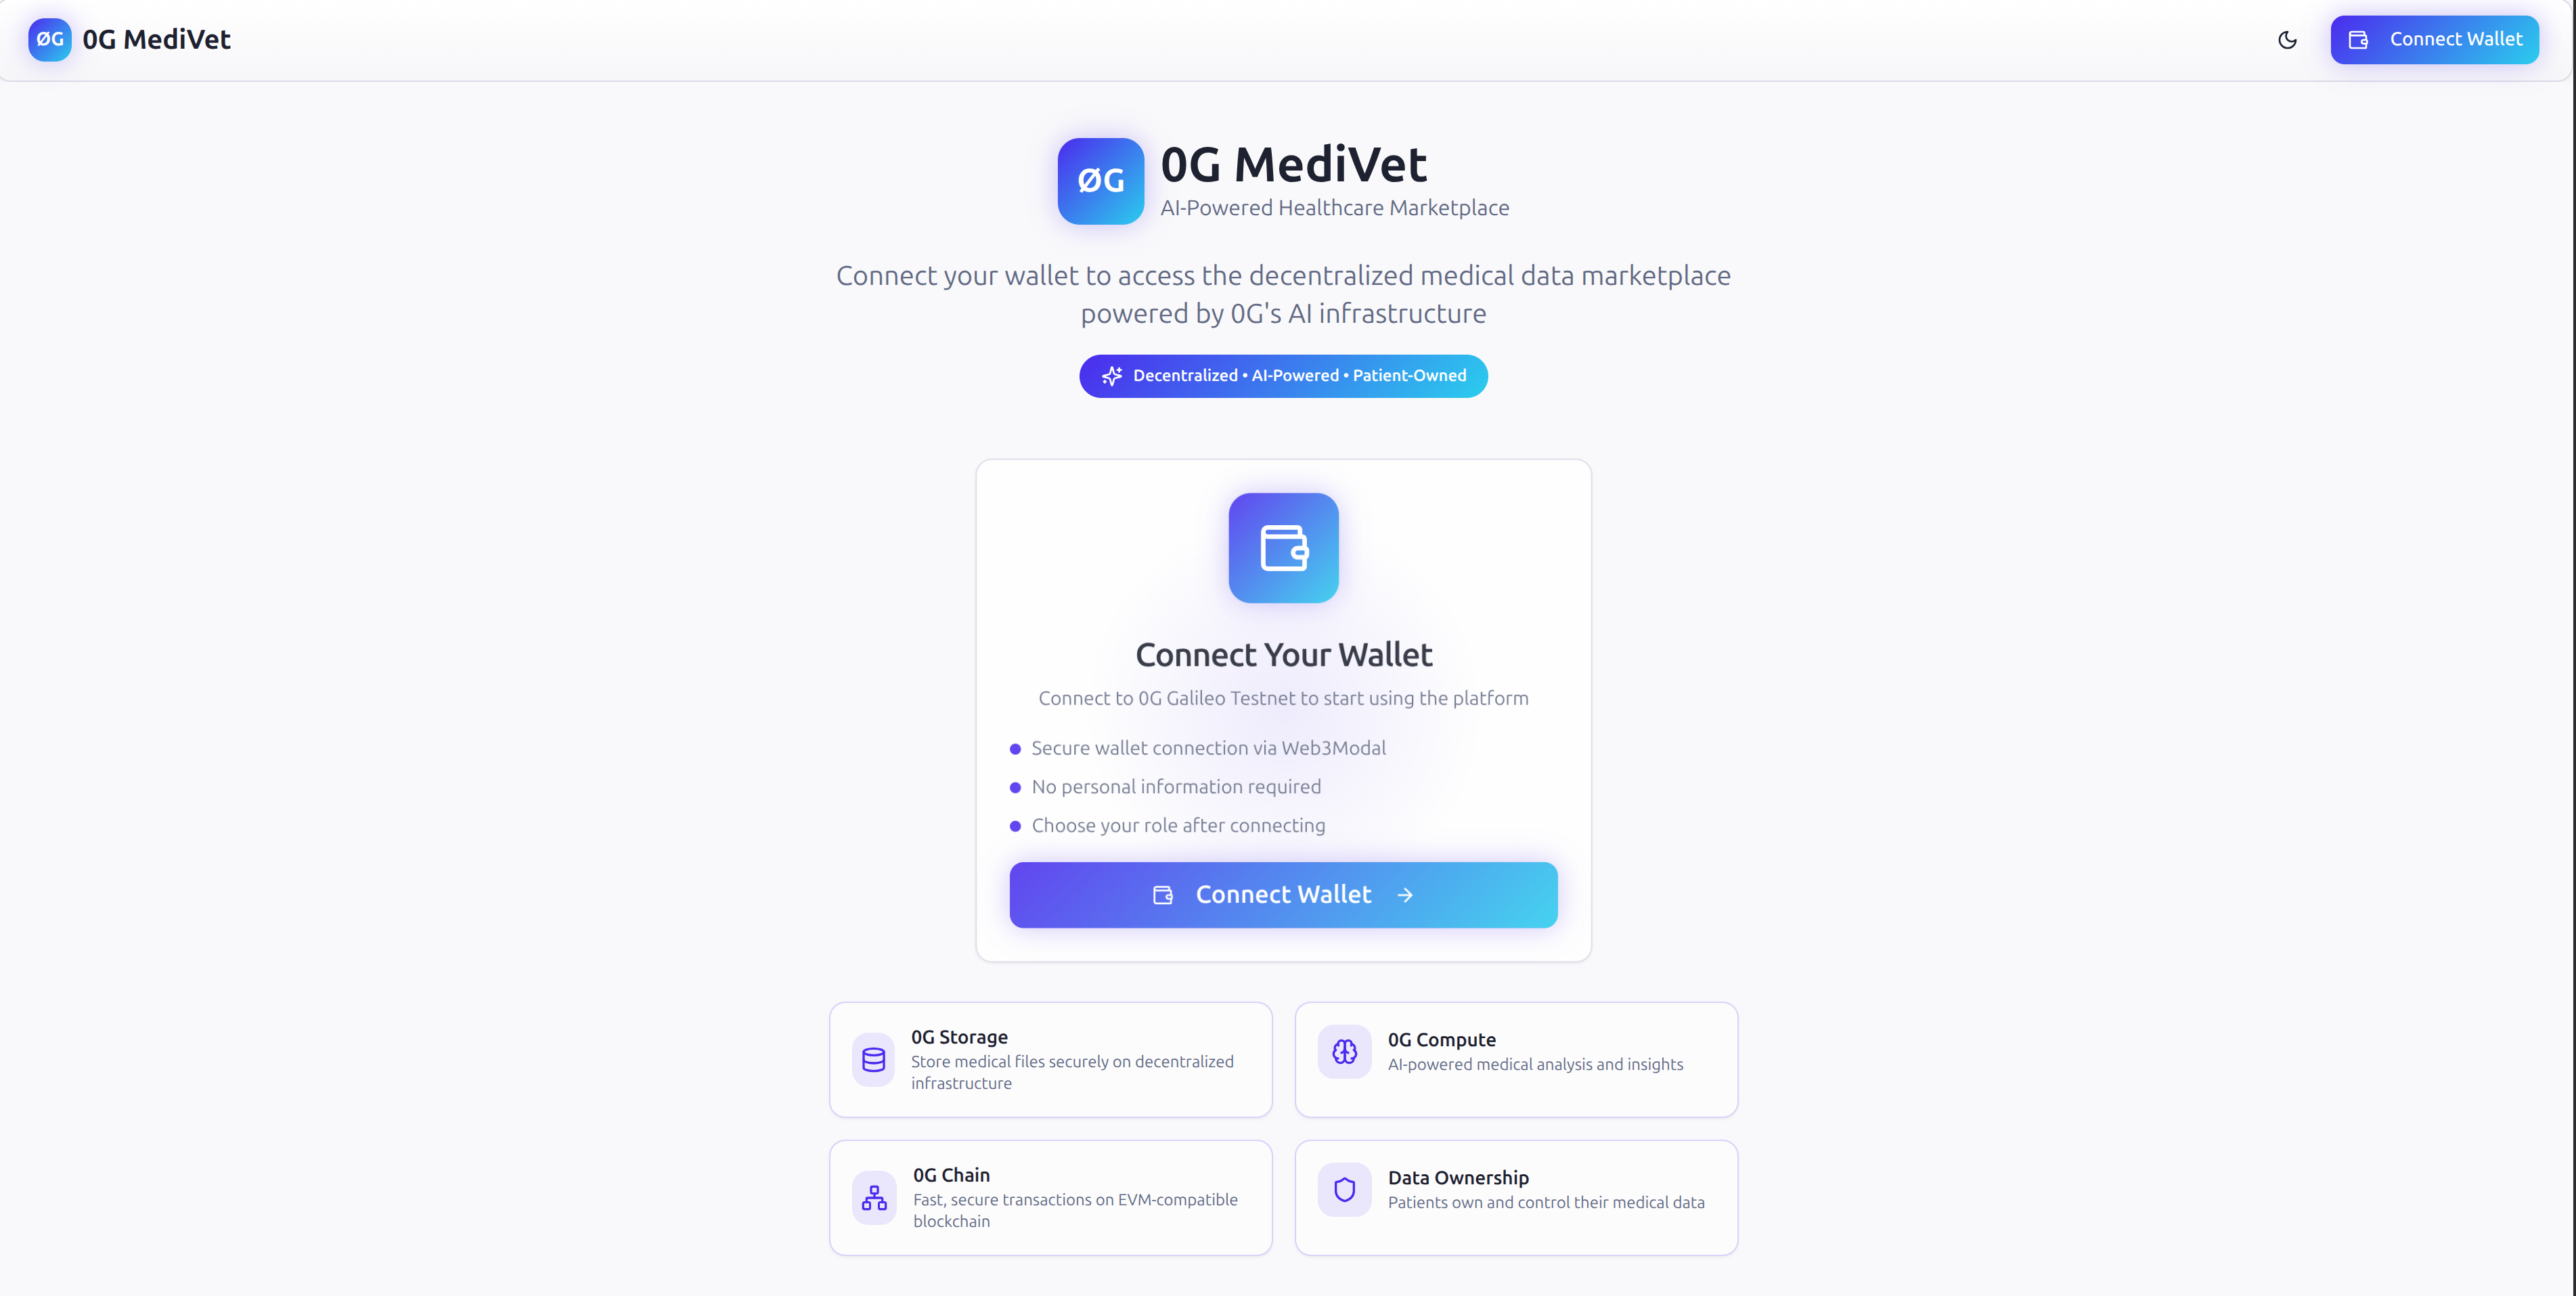 ØG 0G MediVet
Connect Wallet
ØG
0G MediVet
AI-Powered Healthcare Marketplace
Connect your wallet to access the decentralized medical data marketplace
powered by 0G's AI infrastructure
Decentralized • AI-Powered • Patient-Owned
Connect Your Wallet
Connect to 0G Galileo Testnet to start using the platform
Secure wallet connection via Web3Modal
No personal information required
Choose your role after connecting
Connect Wallet →
0G Storage
Store medical files securely on decentralized
infrastructure
0G Compute
AI-powered medical analysis and insights
0G Chain
Fast, secure transactions on EVM-compatible
blockchain
Data Ownership
Patients own and control their medical data